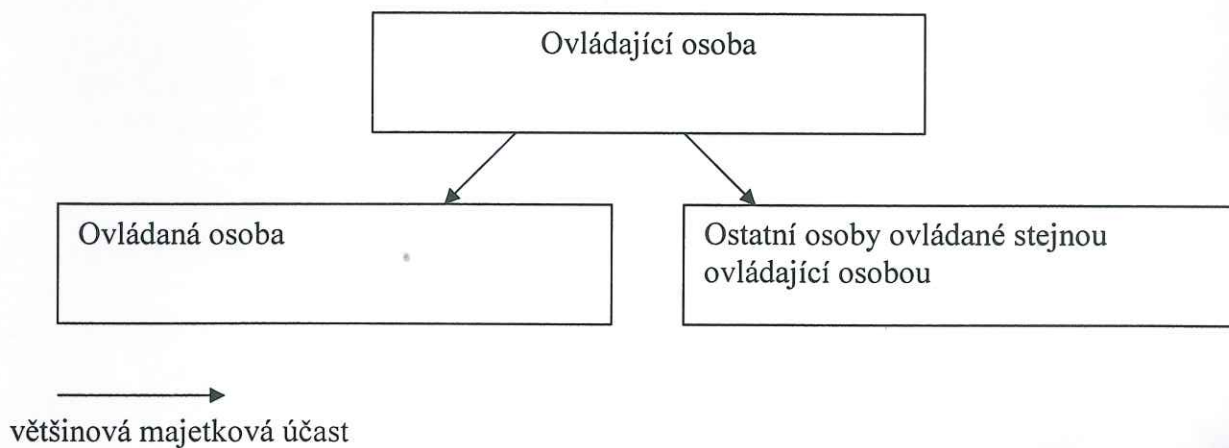 Ovládající osoba
Ovládaná osoba
Ostatní osoby ovládané stejnou
ovládající osobou
většinová majetková účast